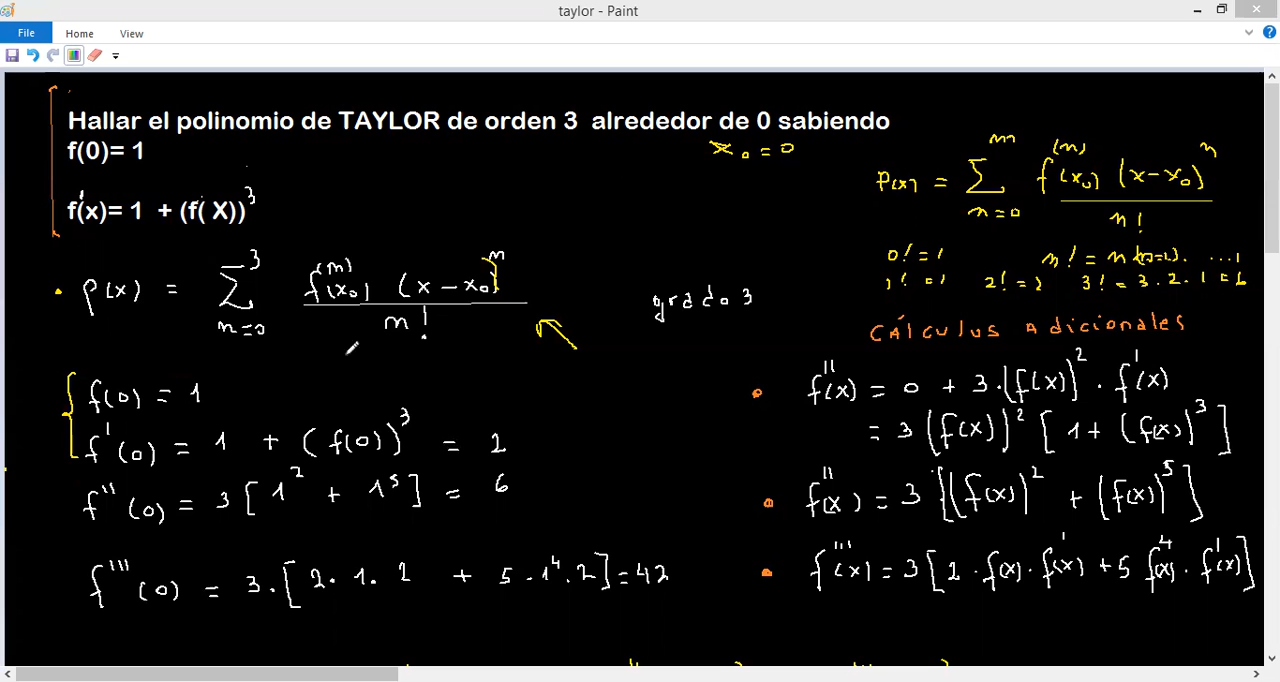 taylor - Paint
File Home View
Hallar el polinomio de TAYLOR de orden 3 alrededor de 0 sabiendo
f(0)= 1
x₀ = 0
f'(x)= 1 + (f( X))³
P(x) = Σ m n=0 f⁽ⁿ⁾(x₀) (x-x₀)ⁿ / n!
0! = 1 n! = n (n-1). ...1
1! = 1 2! = 2 3! = 3.2.1 = 6
P(x) = Σ 3 n=0 f⁽ⁿ⁾(x₀) (x-x₀)ⁿ / n!
grado 3
CÁLCULOS Adicionales
f(0) = 1
f'(0) = 1 + (f(0))³ = 2
f''(0) = 3 [1² + 1⁵] = 6
f'''(0) = 3.[2.1.2 + 5.1⁴.2] = 42
f''(x) = 0 + 3.(f(x))².f'(x)
= 3 (f(x))² [1+ (f(x))³]
f''(x) = 3 [(f(x))² + (f(x))⁵]
f'''(x) = 3 [2.f(x).f'(x) + 5 f⁴(x).f'(x)]